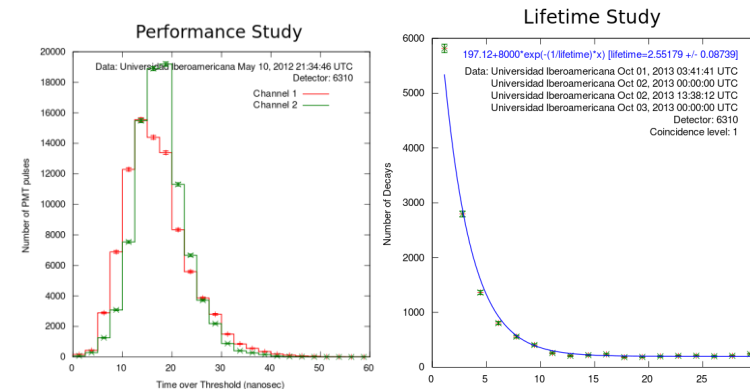 Performance Study
20000
18000
16000
14000
12000
10000
8000
6000
4000
2000
0
Number of PMT pulses
Data: Universidad Iberoamericana May 10, 2012 21:34:46 UTC
Detector: 6310
Channel 1
Channel 2
0 10 20 30 40 50 60
Time over Threshold (nanosec)
Lifetime Study
6000
5000
4000
3000
2000
1000
0
Number of Decays
197.12+8000*exp(-(1/lifetime)*x) [lifetime=2.55179 +/- 0.08739]
Data: Universidad Iberoamericana Oct 01, 2013 03:41:41 UTC
Universidad Iberoamericana Oct 02, 2013 00:00:00 UTC
Universidad Iberoamericana Oct 02, 2013 13:38:12 UTC
Universidad Iberoamericana Oct 03, 2013 00:00:00 UTC
Detector: 6310
Coincidence level: 1
0 5 10 15 20 25